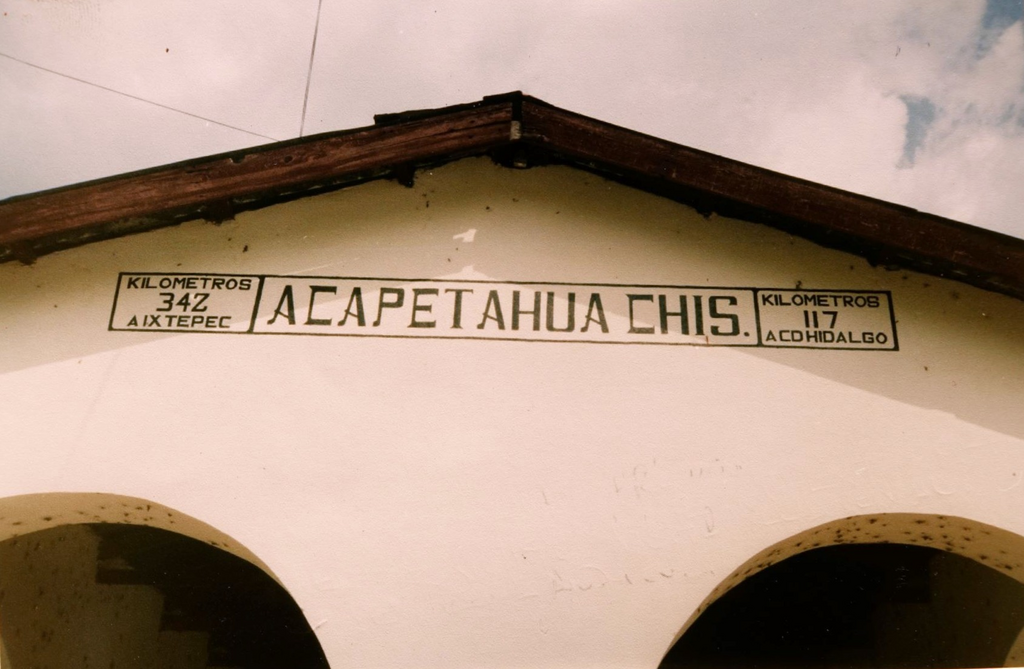 KILOMETROS
342
A IXTEPEC
ACAPETAHUA CHIS.
KILOMETROS
117
A CD HIDALGO